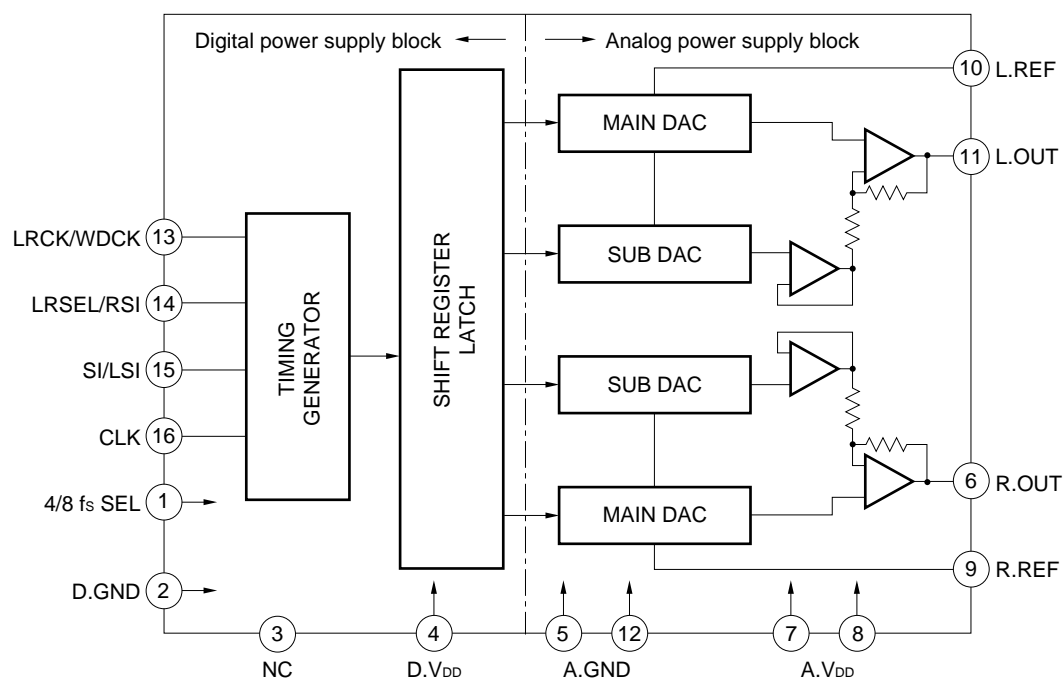 Digital power supply block
Analog power supply block
10 L.REF
MAIN DAC
11 L.OUT
LRCK/WDCK 13
SUB DAC
LRSEL/RSI 14
TIMING
GENERATOR
SHIFT REGISTER
LATCH
SI/LSI 15
SUB DAC
CLK 16
4/8 fs SEL 1
6 R.OUT
MAIN DAC
D.GND 2
9 R.REF
3
4
5
12
7
8
NC
D.VDD
A.GND
A.VDD